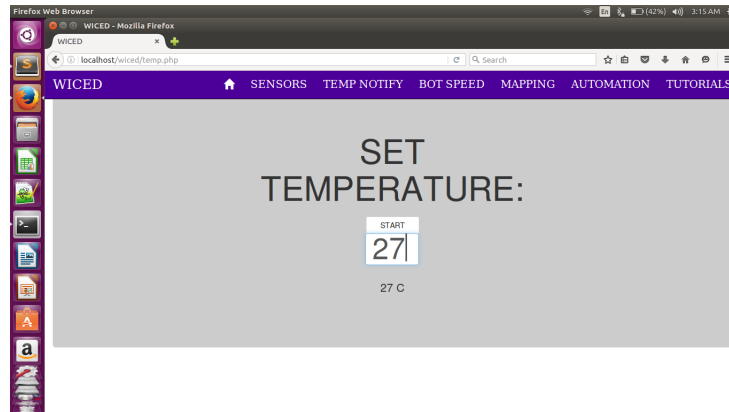 Firefox Web Browser
En (42%) 3:15 AM
WICED - Mozilla Firefox
WICED
localhost/wiced/temp.php
Search
WICED SENSORS TEMP NOTIFY BOT SPEED MAPPING AUTOMATION TUTORIALS
SET
TEMPERATURE:
START
27
27 C